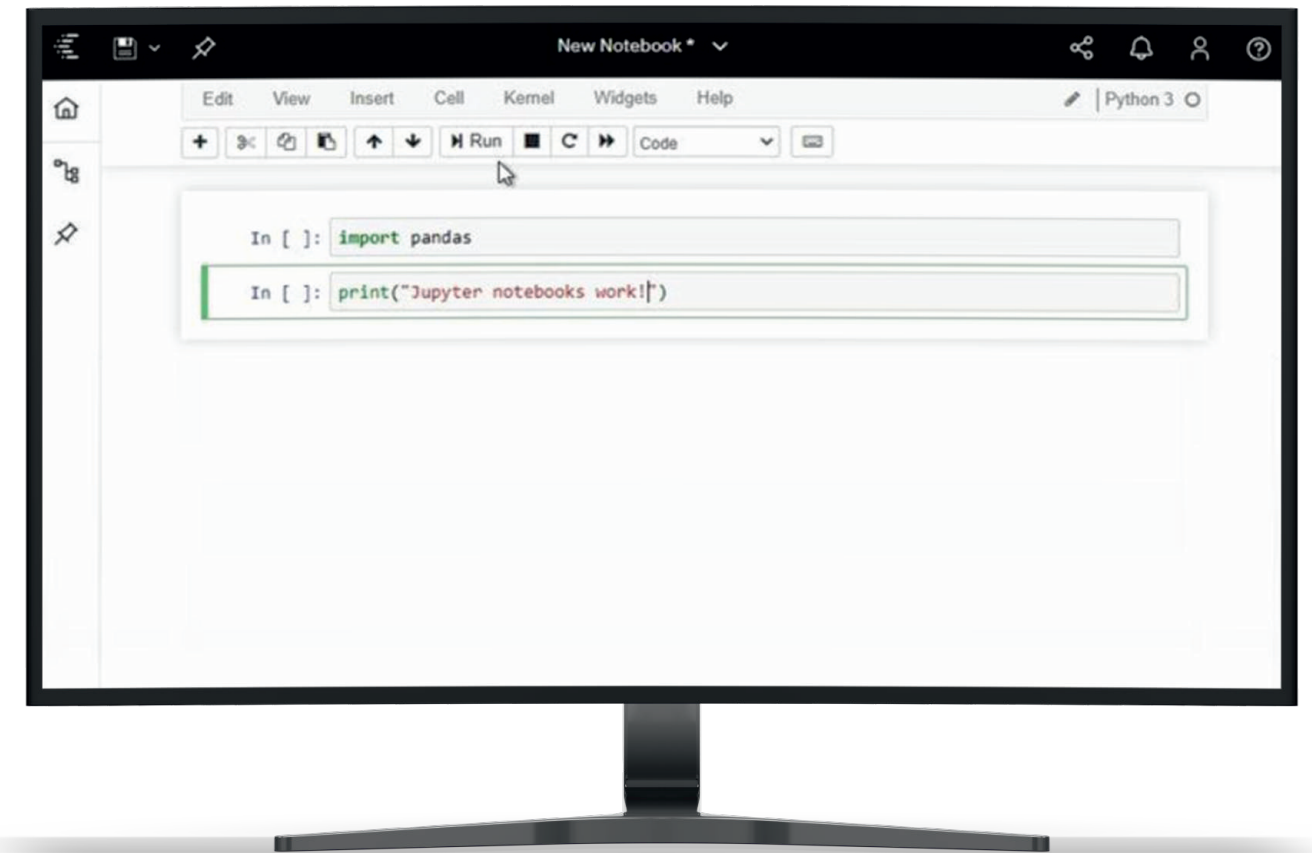 New Notebook *
Edit View Insert Cell Kernel Widgets Help Python 3
Run Code
In [ ]: import pandas
In [ ]: print("Jupyter notebooks work!")